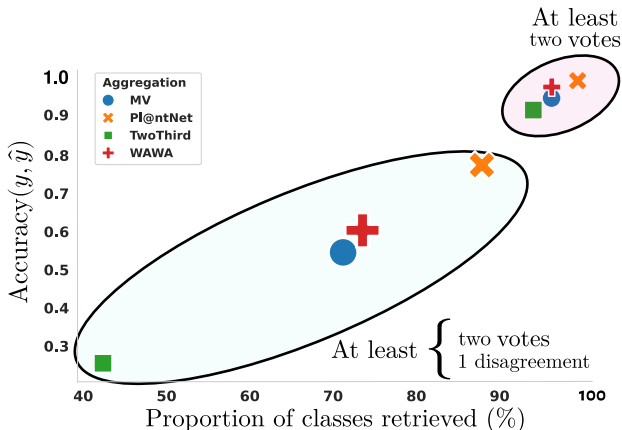 At least
two votes
Accuracy(y, ŷ)
1.0
0.9
0.8
0.7
0.6
0.5
0.4
0.3
Aggregation
MV
Pl@ntNet
TwoThird
WAWA
At least { two votes
1 disagreement
40 50 60 70 80 90 100
Proportion of classes retrieved (%)